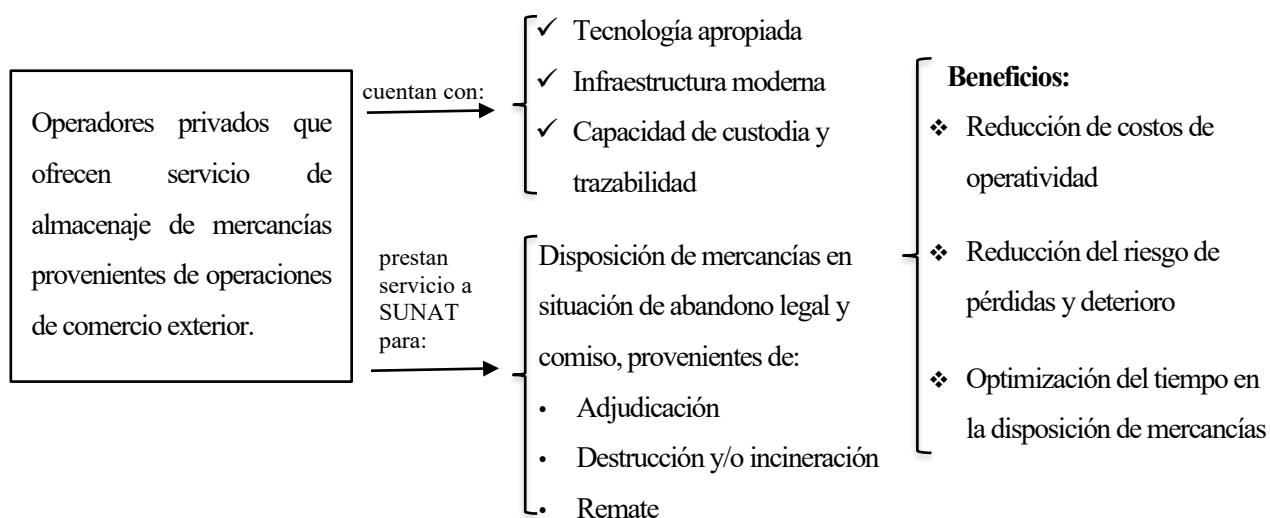 Operadores privados que
ofrecen servicio de
almacenaje de mercancías
provenientes de operaciones
de comercio exterior.
cuentan con:
✓ Tecnología apropiada
✓ Infraestructura moderna
✓ Capacidad de custodia y
trazabilidad
prestan
servicio a
SUNAT
para:
Disposición de mercancías en
situación de abandono legal y
comiso, provenientes de:
• Adjudicación
• Destrucción y/o incineración
• Remate
Beneficios:
❖ Reducción de costos de
operatividad
❖ Reducción del riesgo de
pérdidas y deterioro
❖ Optimización del tiempo en
la disposición de mercancías